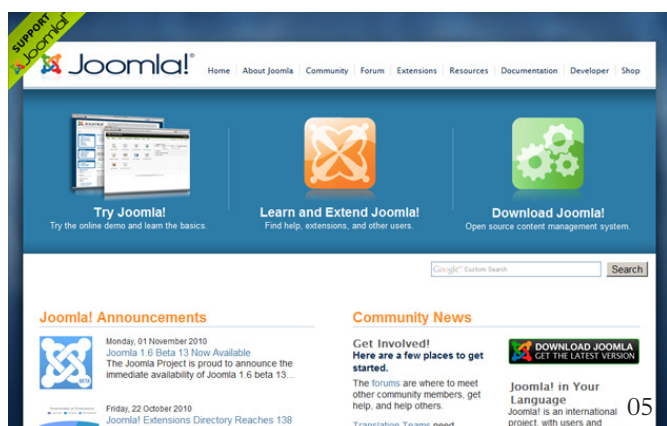 SUPPORT
Joomla!
Joomla!®
Home About Joomla Community Forum Extensions Resources Documentation Developer Shop
Try Joomla!
Try the online demo and learn the basics.
Learn and Extend Joomla!
Find help, extensions, and other users.
Download Joomla!
Open source content management system.
Google™ Custom Search
Search
Joomla! Announcements
Monday, 01 November 2010
Joomla 1.6 Beta 13 Now Available
The Joomla Project is proud to announce the
immediate availability of Joomla 1.6 beta 13...
BETA
Friday, 22 October 2010
Joomla! Extensions Directory Reaches 138
Community News
Get Involved!
Here are a few places to get
started.
The forums are where to meet
other community members, get
help, and help others.
Translation Teams need
DOWNLOAD JOOMLA
GET THE LATEST VERSION
Joomla! in Your
Language
Joomla! is an international
project, with users and
05